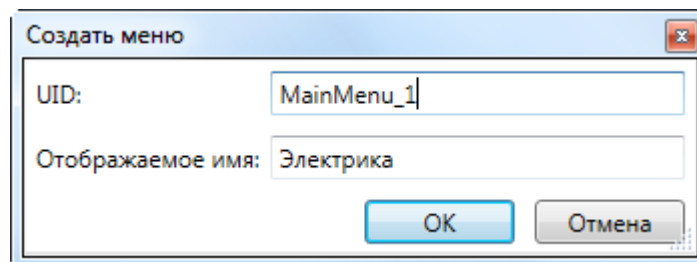 Создать меню
UID: MainMenu_1
Отображаемое имя: Электрика
OK Отмена